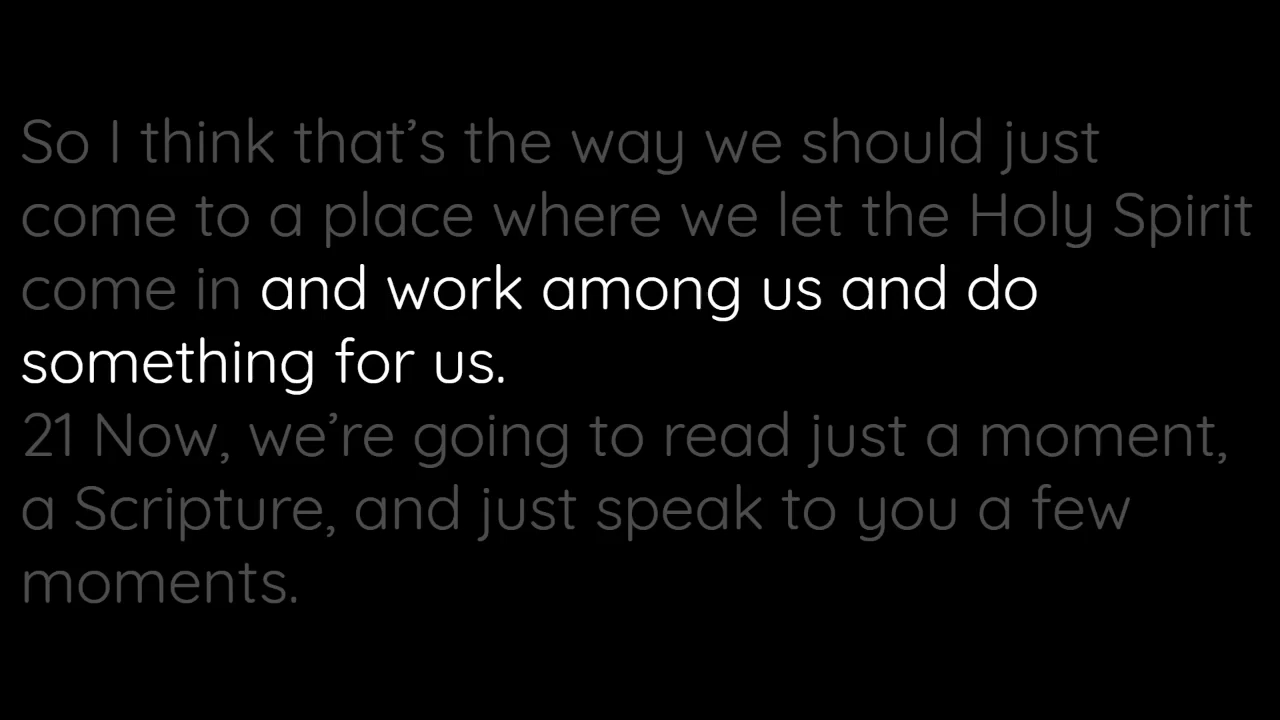 So I think that’s the way we should just
come to a place where we let the Holy Spirit
come in and work among us and do
something for us.
21 Now, we’re going to read just a moment,
a Scripture, and just speak to you a few
moments.